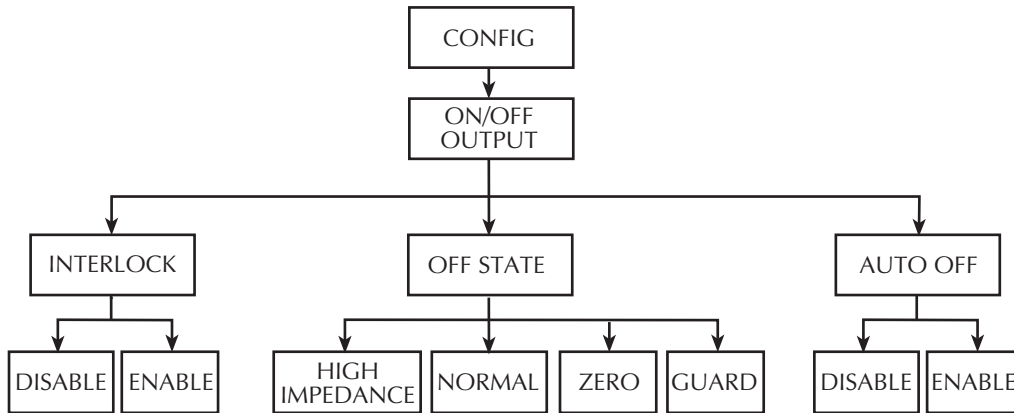 CONFIG
ON/OFF
OUTPUT
INTERLOCK
OFF STATE
AUTO OFF
DISABLE
ENABLE
HIGH
IMPEDANCE
NORMAL
ZERO
GUARD
DISABLE
ENABLE